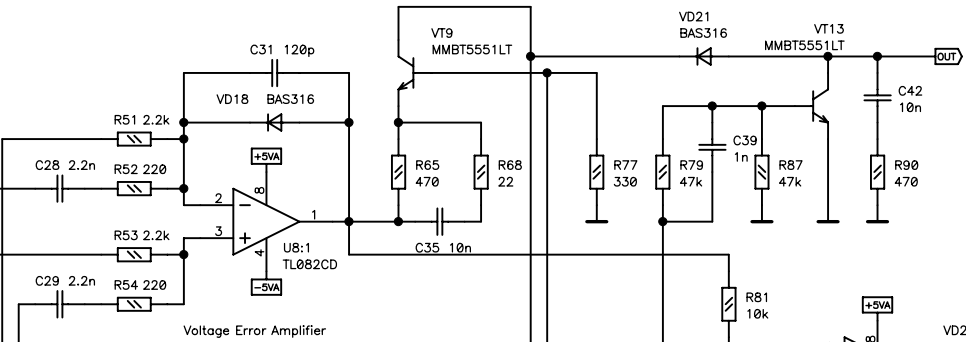 VD21
BAS316
VT13
MMBT5551LT
VT9
MMBT5551LT
OUT
C31 120p
VD18 BAS316
C42
10n
R51 2.2k
C39
1n
+5VA
C28 2.2n
R52 220
R65
470
R68
22
R77
330
R79
47k
R87
47k
R90
470
8
2
3
1
4
R53 2.2k
U8:1
TL082CD
C35 10n
C29 2.2n
R54 220
-5VA
R81
10k
+5VA
Voltage Error Amplifier
VD2
8